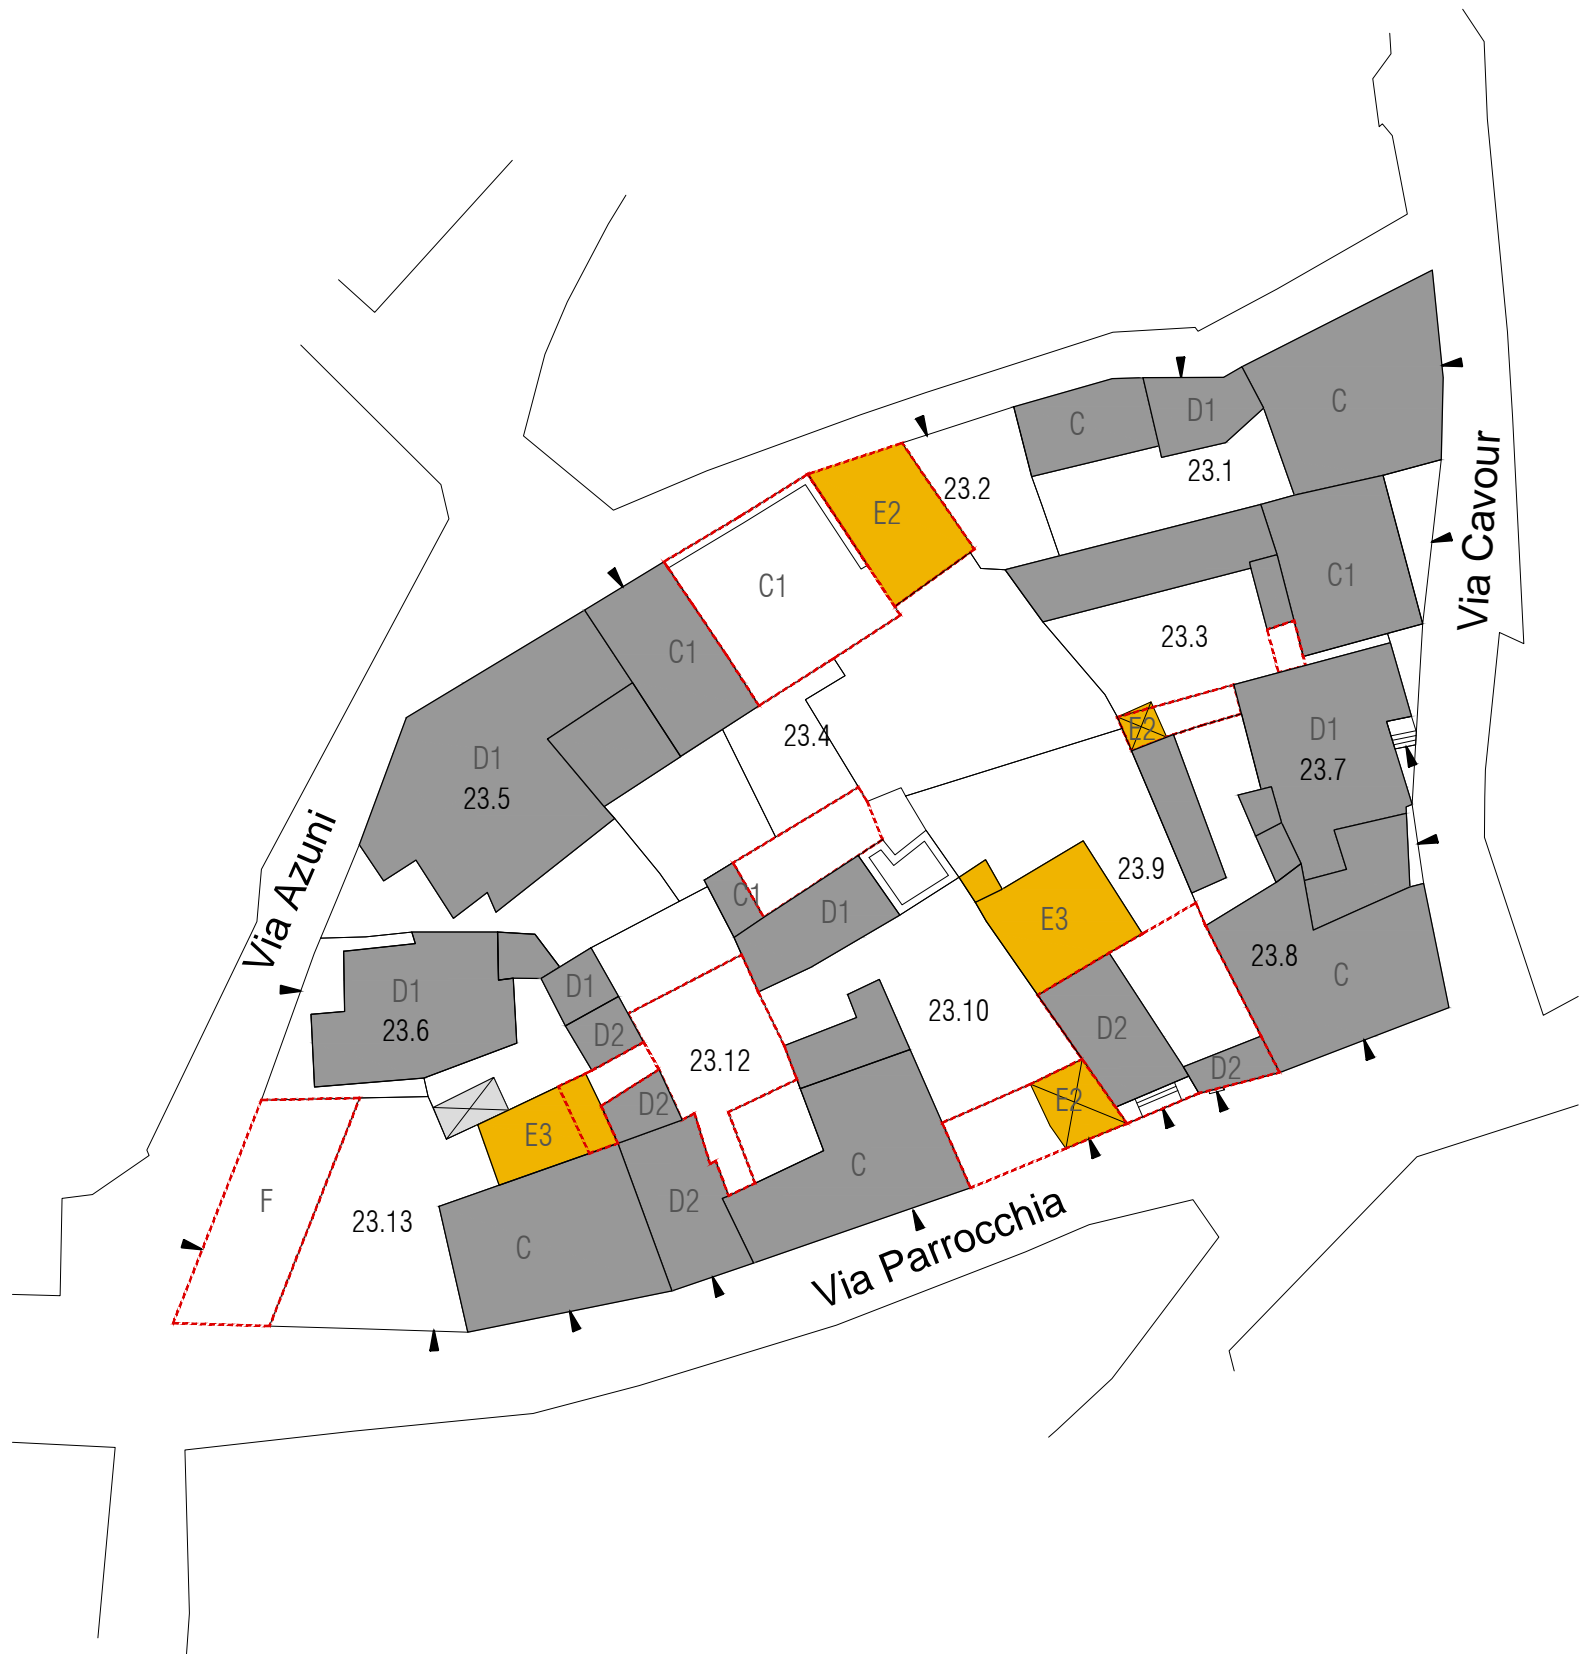 C
D1
C
23.1
23.2
E2
Via Cavour
C1
C1
23.3
C1
E2
D1
23.7
23.4
D1
23.5
Via Azuni
23.9
C1
D1
E3
23.8
C
D1
23.6
D1
D2
23.10
D2
23.12
D2
D2
E2
E3
C
F
23.13
D2
C
Via Parrocchia